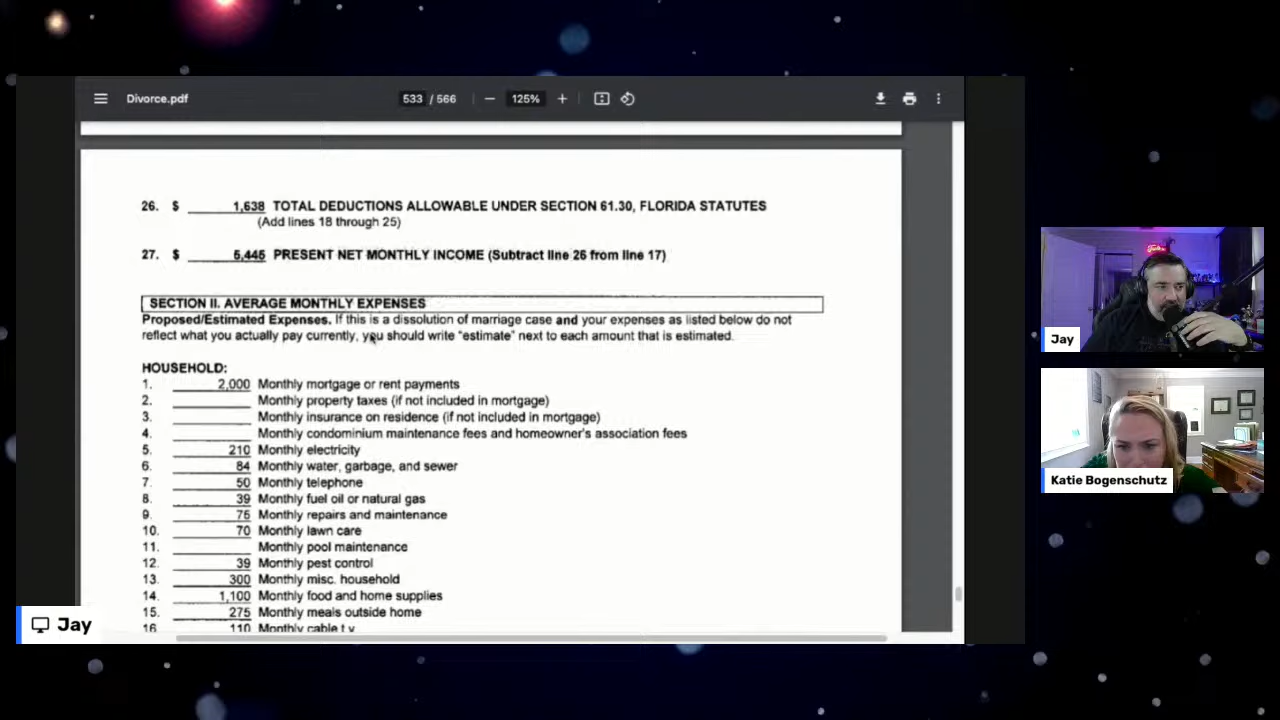 Divorce.pdf 533 / 566 125%
26. $ 1,638 TOTAL DEDUCTIONS ALLOWABLE UNDER SECTION 61.30, FLORIDA STATUTES
(Add lines 18 through 25)
27. $ 5,445 PRESENT NET MONTHLY INCOME (Subtract line 26 from line 17)
SECTION II. AVERAGE MONTHLY EXPENSES
Proposed/Estimated Expenses. If this is a dissolution of marriage case and your expenses as listed below do not
reflect what you actually pay currently, you should write "estimate" next to each amount that is estimated.
HOUSEHOLD:
1. 2,000 Monthly mortgage or rent payments
2. Monthly property taxes (if not included in mortgage)
3. Monthly insurance on residence (if not included in mortgage)
4. Monthly condominium maintenance fees and homeowner's association fees
5. 210 Monthly electricity
6. 84 Monthly water, garbage, and sewer
7. 50 Monthly telephone
8. 39 Monthly fuel oil or natural gas
9. 75 Monthly repairs and maintenance
10. 70 Monthly lawn care
11. Monthly pool maintenance
12. 39 Monthly pest control
13. 300 Monthly misc. household
14. 1,100 Monthly food and home supplies
15. 275 Monthly meals outside home
16 110 Monthly cable t.v
Jay
Jay
Katie Bogenschutz